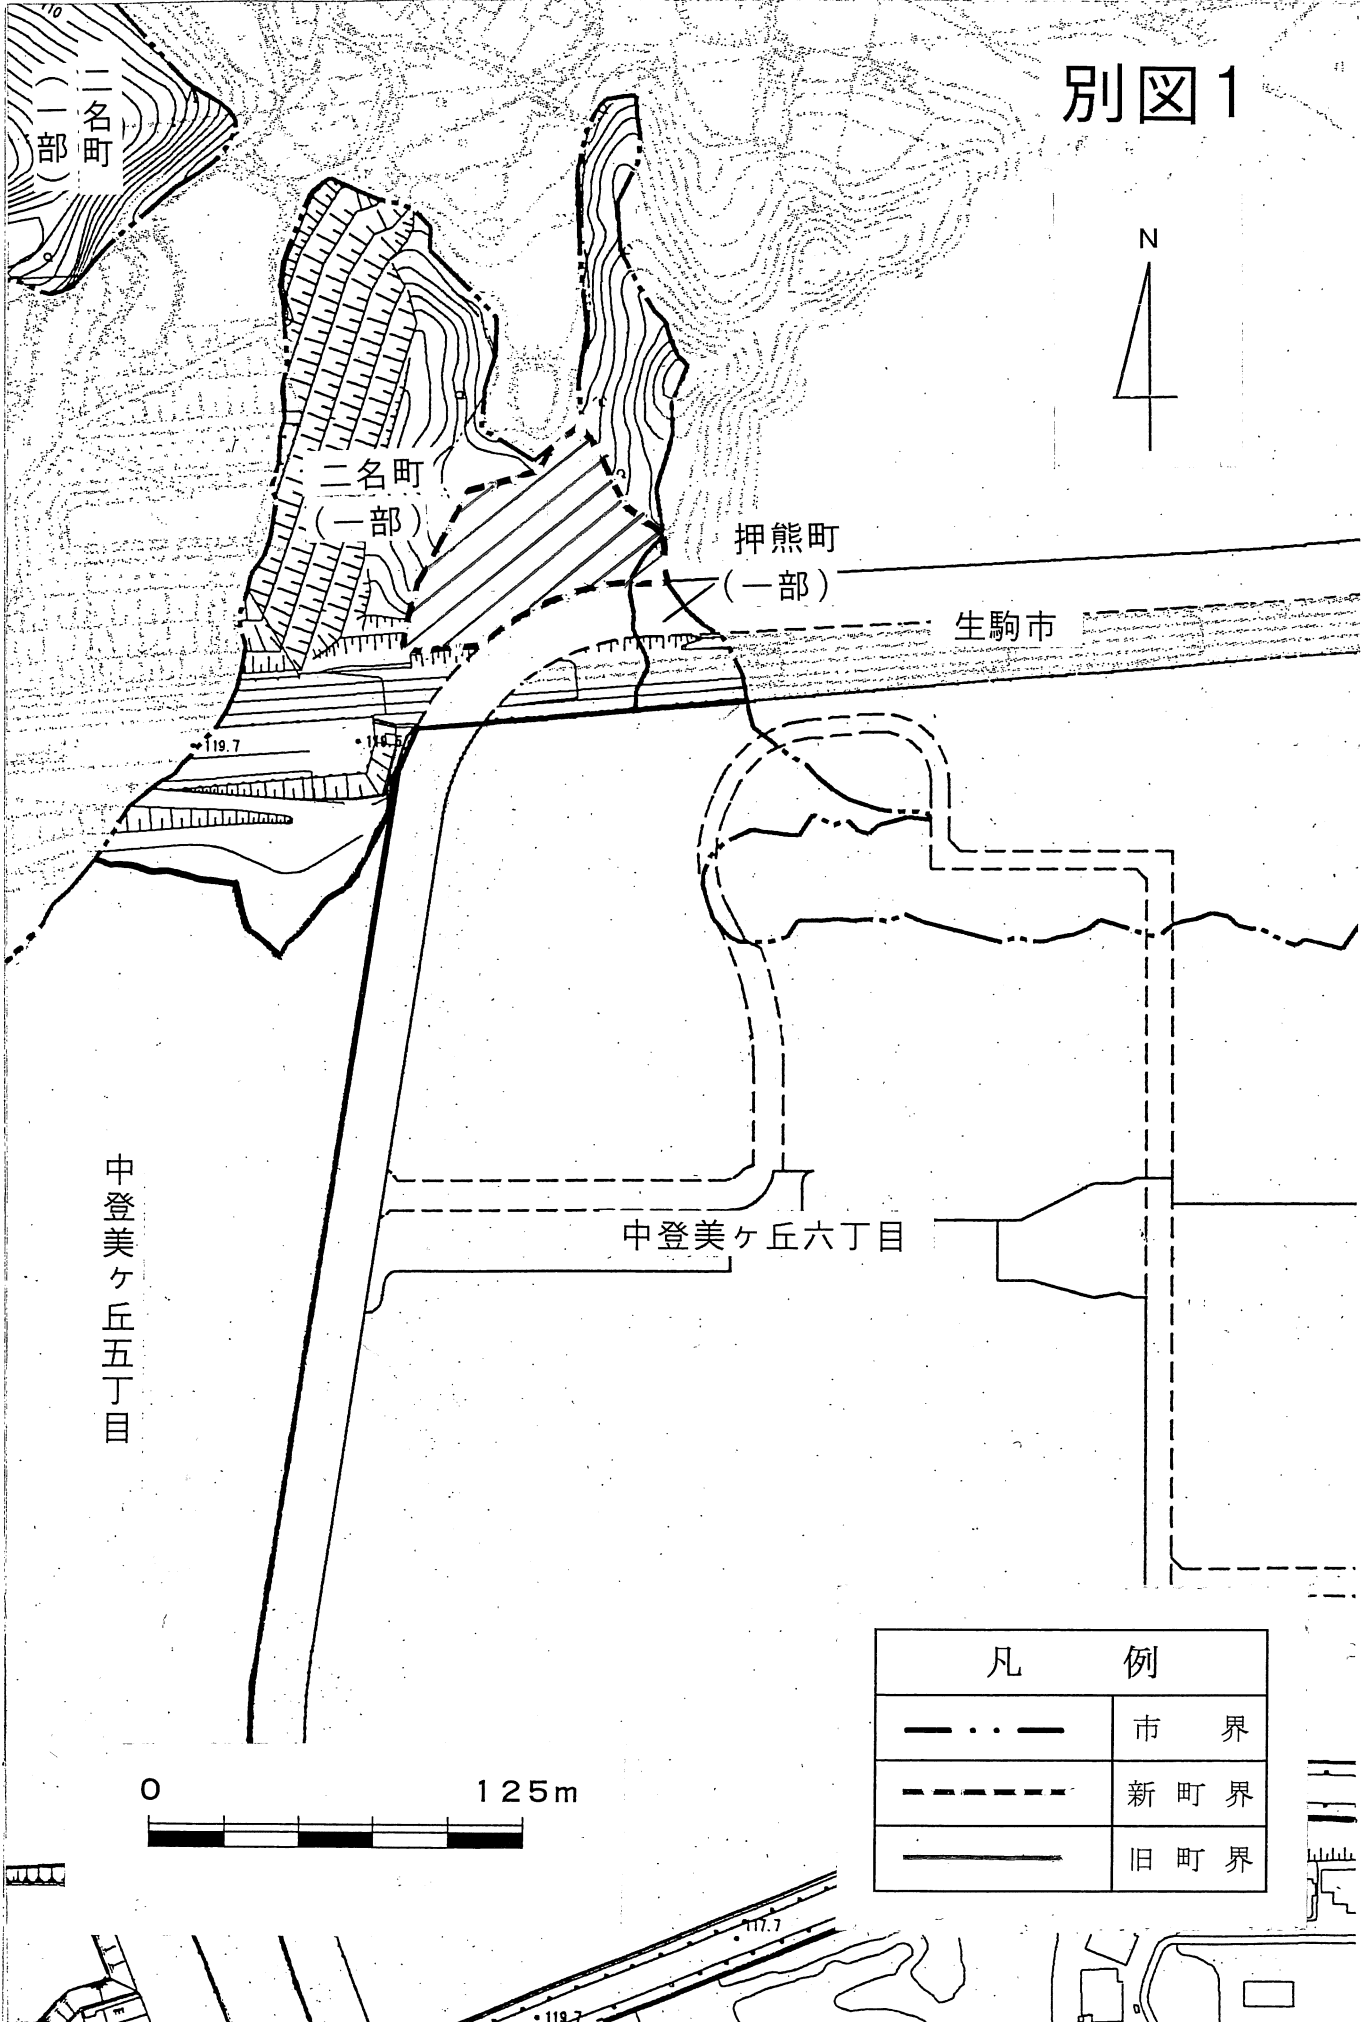 別図1
110
二名町
(一部)
N
二名町
(一部)
押熊町
(一部)
生駒市
119.7
中登美ヶ丘六丁目
中登美ヶ丘五丁目
凡 例
市 界
新 町 界
旧 町 界
0 125m
117.7
119.7